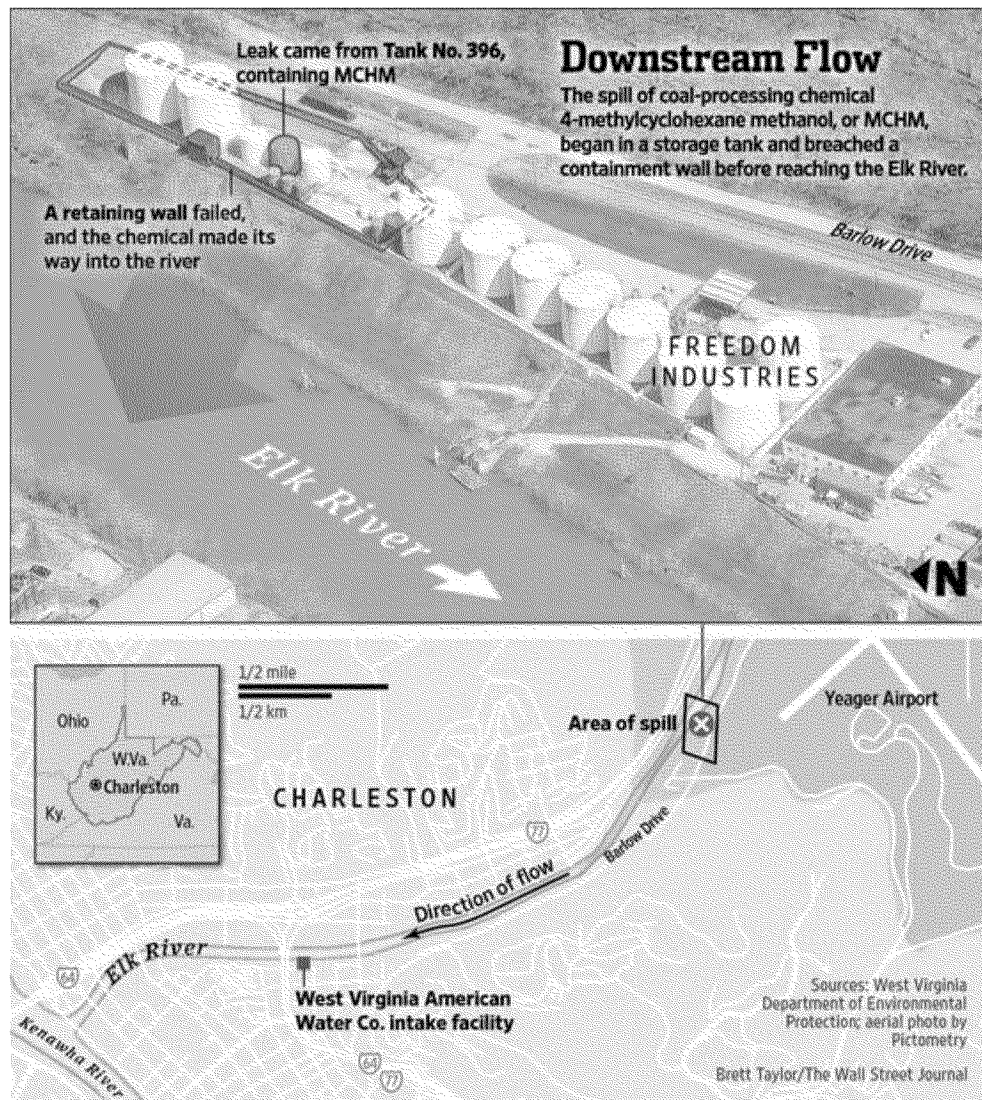 Downstream Flow
The spill of coal-processing chemical
4-methylcyclohexane methanol, or MCHM,
began in a storage tank and breached a
containment wall before reaching the Elk River.
Leak came from Tank No. 396,
containing MCHM
A retaining wall failed,
and the chemical made its
way into the river
Barlow Drive
FREEDOM
INDUSTRIES
Elk River
N
1/2 mile
1/2 km
Ohio
Pa.
W.Va.
Charleston
Ky.
Va.
CHARLESTON
Area of spill
Yeager Airport
77
Barlow Drive
Direction of flow
Elk River
64
West Virginia American
Water Co. intake facility
Kenawha River
64
77
Sources: West Virginia
Department of Environmental
Protection; aerial photo by
Pictometry
Brett Taylor/The Wall Street Journal